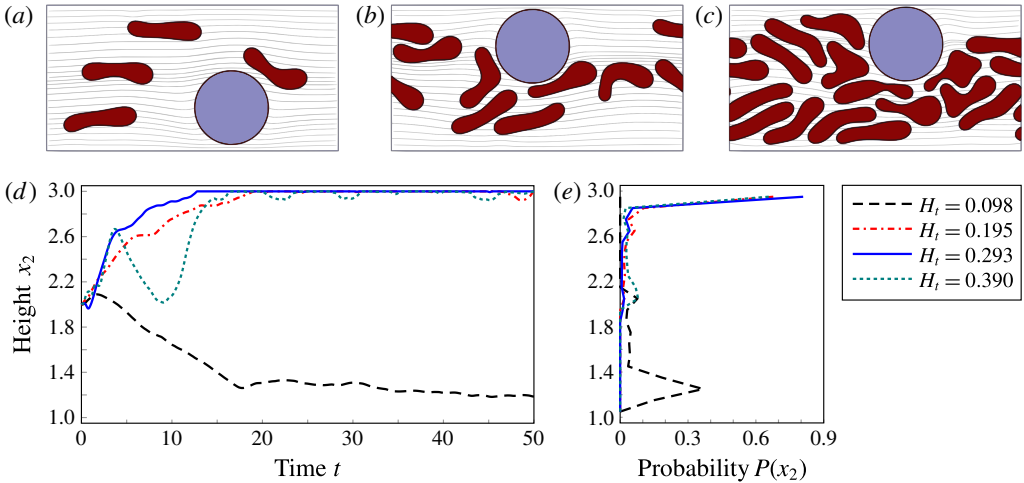 (a) (b) (c)
(d) (e)
3.0
2.6
2.2
1.8
1.4
1.0
Height x₂
0 10 20 30 40 50
Time t
3.0
2.6
2.2
1.8
1.4
1.0
0 0.3 0.6 0.9
Probability P(x₂)
Hₜ = 0.098
Hₜ = 0.195
Hₜ = 0.293
Hₜ = 0.390